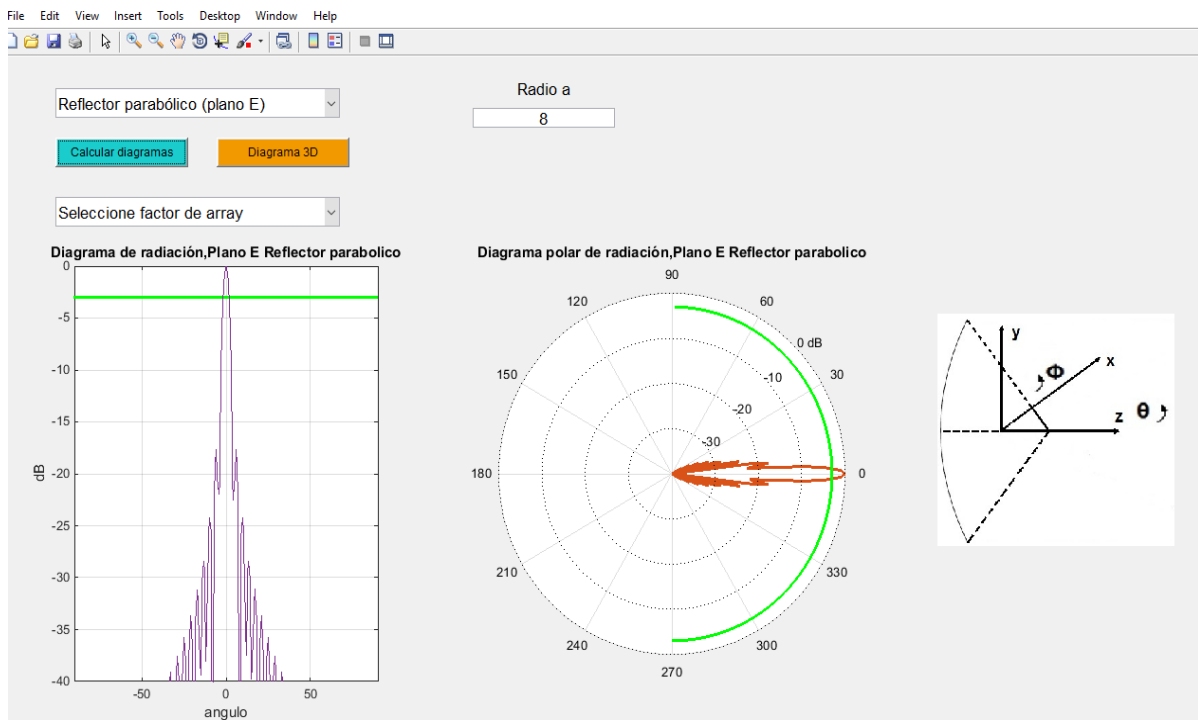 File Edit View Insert Tools Desktop Window Help
Reflector parabólico (plano E)
Radio a
8
Calcular diagramas
Diagrama 3D
Seleccione factor de array
Diagrama de radiación,Plano E Reflector parabolico
0
-5
-10
-15
-20
-25
-30
-35
-40
dB
-50 0 50
angulo
Diagrama polar de radiación,Plano E Reflector parabolico
90
120 60
0 dB
150 30
-10
-20
-30
180 0
210 330
240 300
270
y
Φ
x
z θ